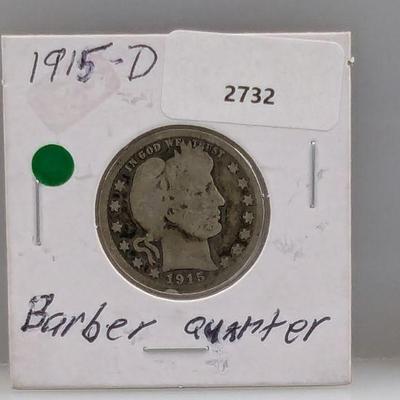 1915-D
2732
IN GOD WE TRUST
1915
Barber quarter